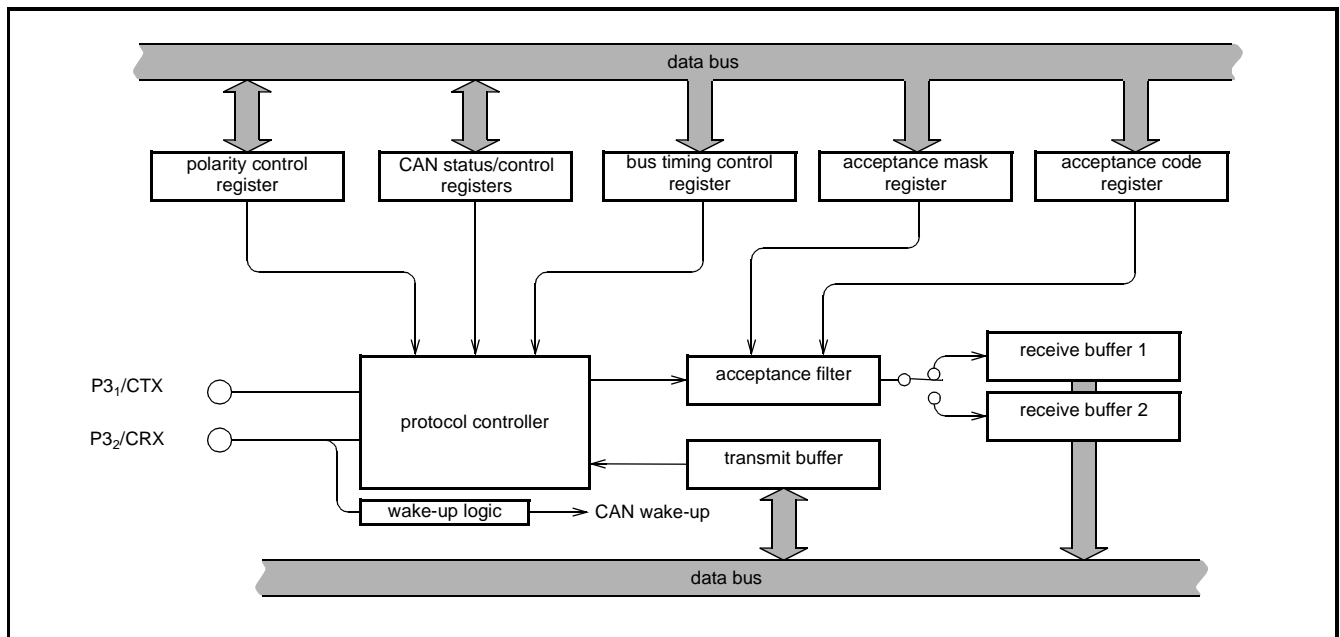 data bus
polarity control
register
CAN status/control
registers
bus timing control
register
acceptance mask
register
acceptance code
register
P3₁/CTX
P3₂/CRX
protocol controller
acceptance filter
receive buffer 1
receive buffer 2
transmit buffer
wake-up logic
CAN wake-up
data bus